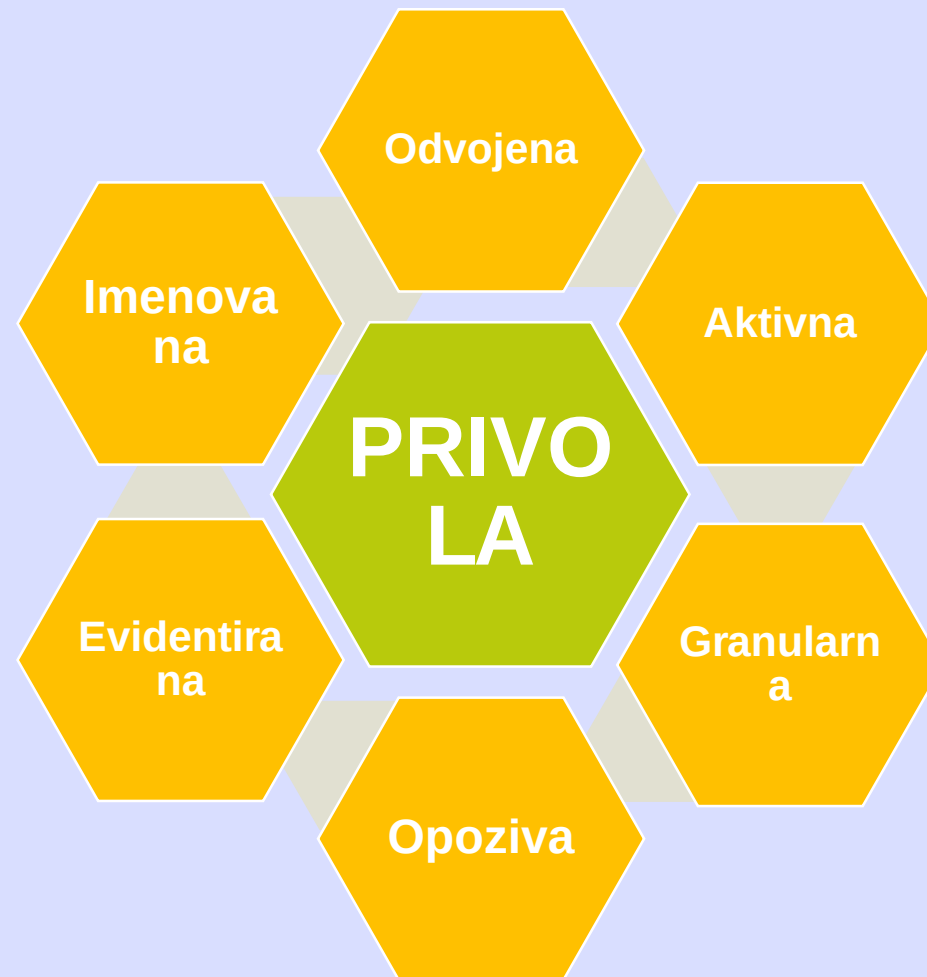 Odvojena
Imenova
na
Aktivna
PRIVO
LA
Evidentira
na
Granularn
a
Opoziva